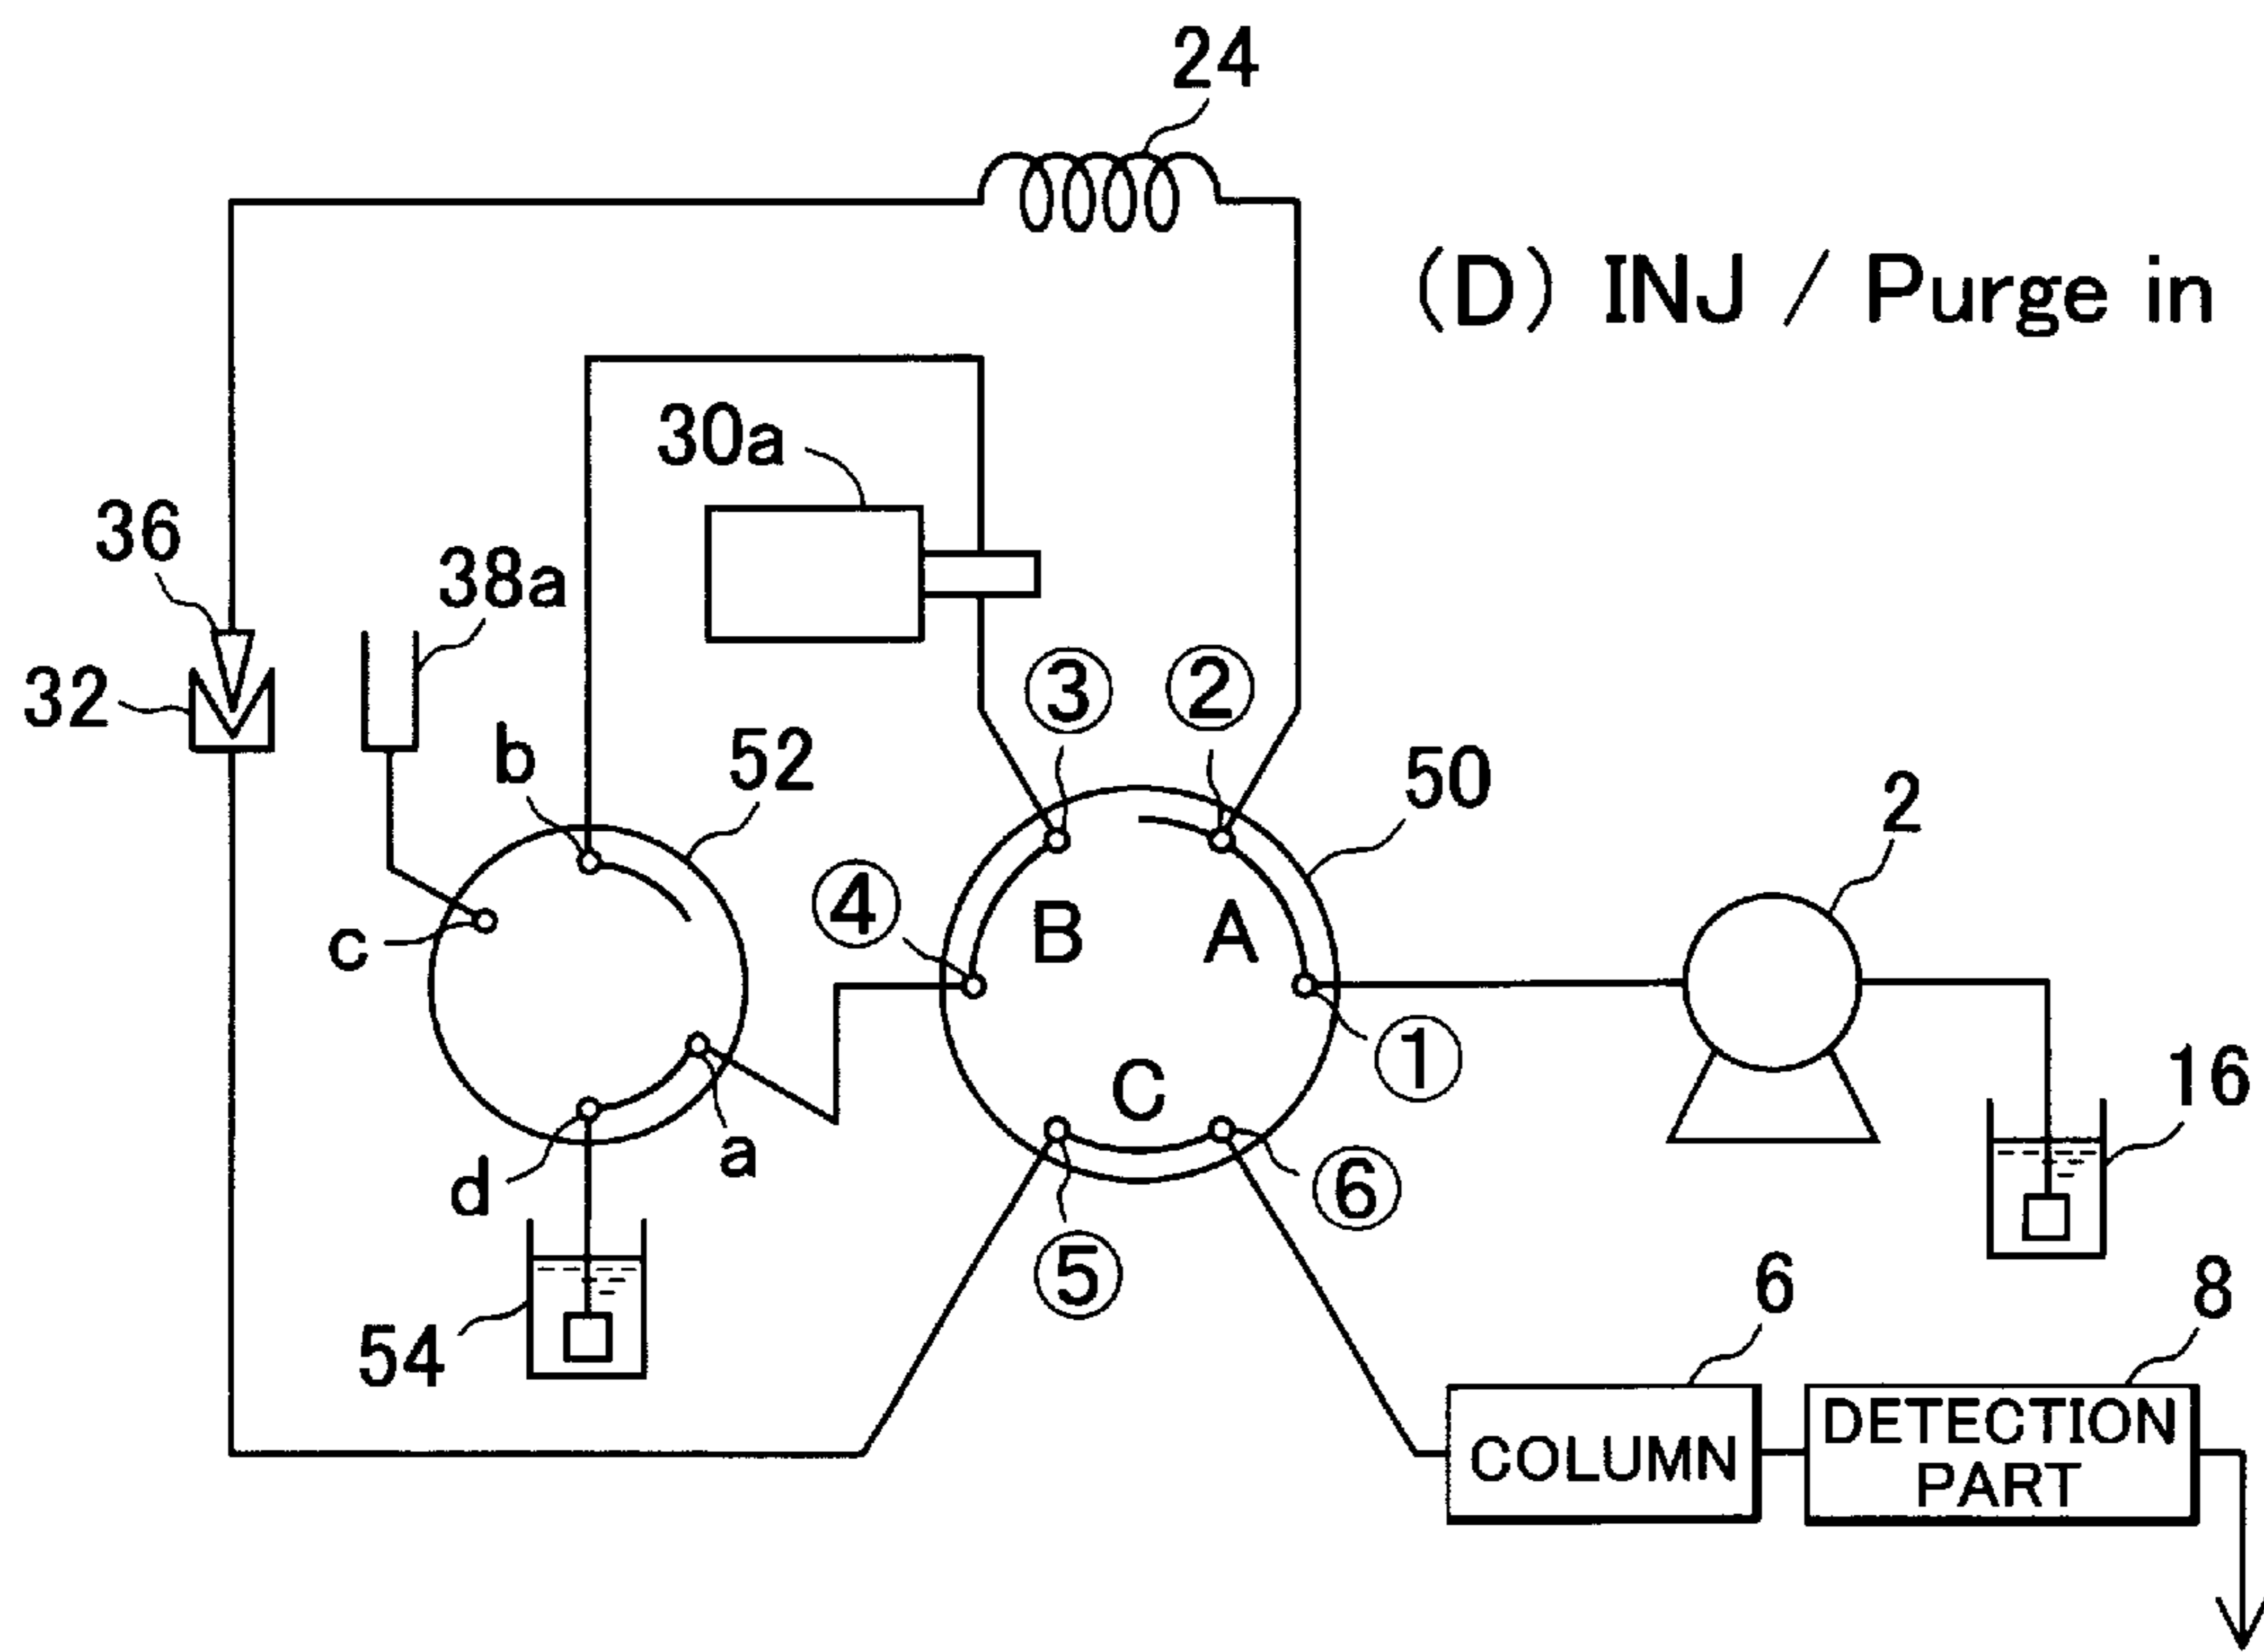 24
(D) INJ / Purge in
30a
36
38a
32
③
②
b
52
50
2
④
c
B
A
①
16
C
a
d
⑥
⑤
54
6
8
COLUMN
DETECTION
PART